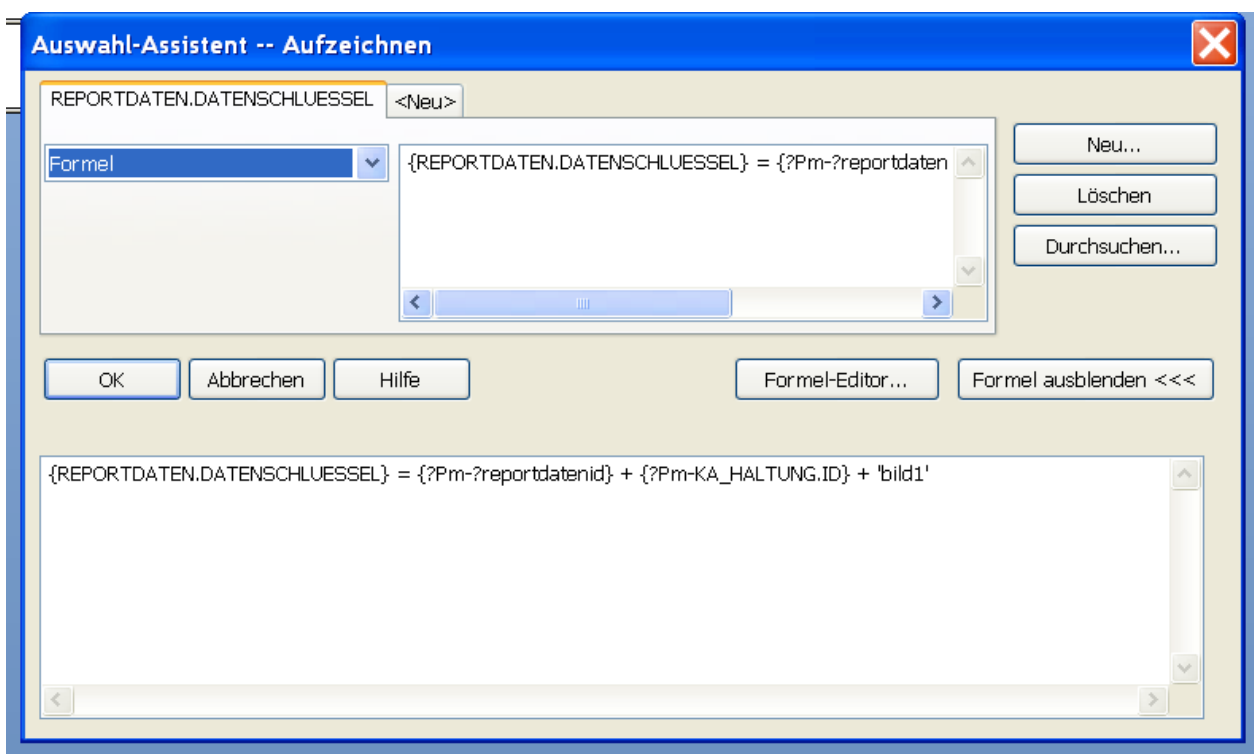 Auswahl-Assistent -- Aufzeichnen
REPORTDATEN.DATENSCHLUESSEL <Neu>
Formel
{REPORTDATEN.DATENSCHLUESSEL} = {?Pm-?reportdaten
Neu...
Löschen
Durchsuchen...
OK Abbrechen Hilfe Formel-Editor... Formel ausblenden <<<
{REPORTDATEN.DATENSCHLUESSEL} = {?Pm-?reportdatenid} + {?Pm-KA_HALTUNG.ID} + 'bild1'